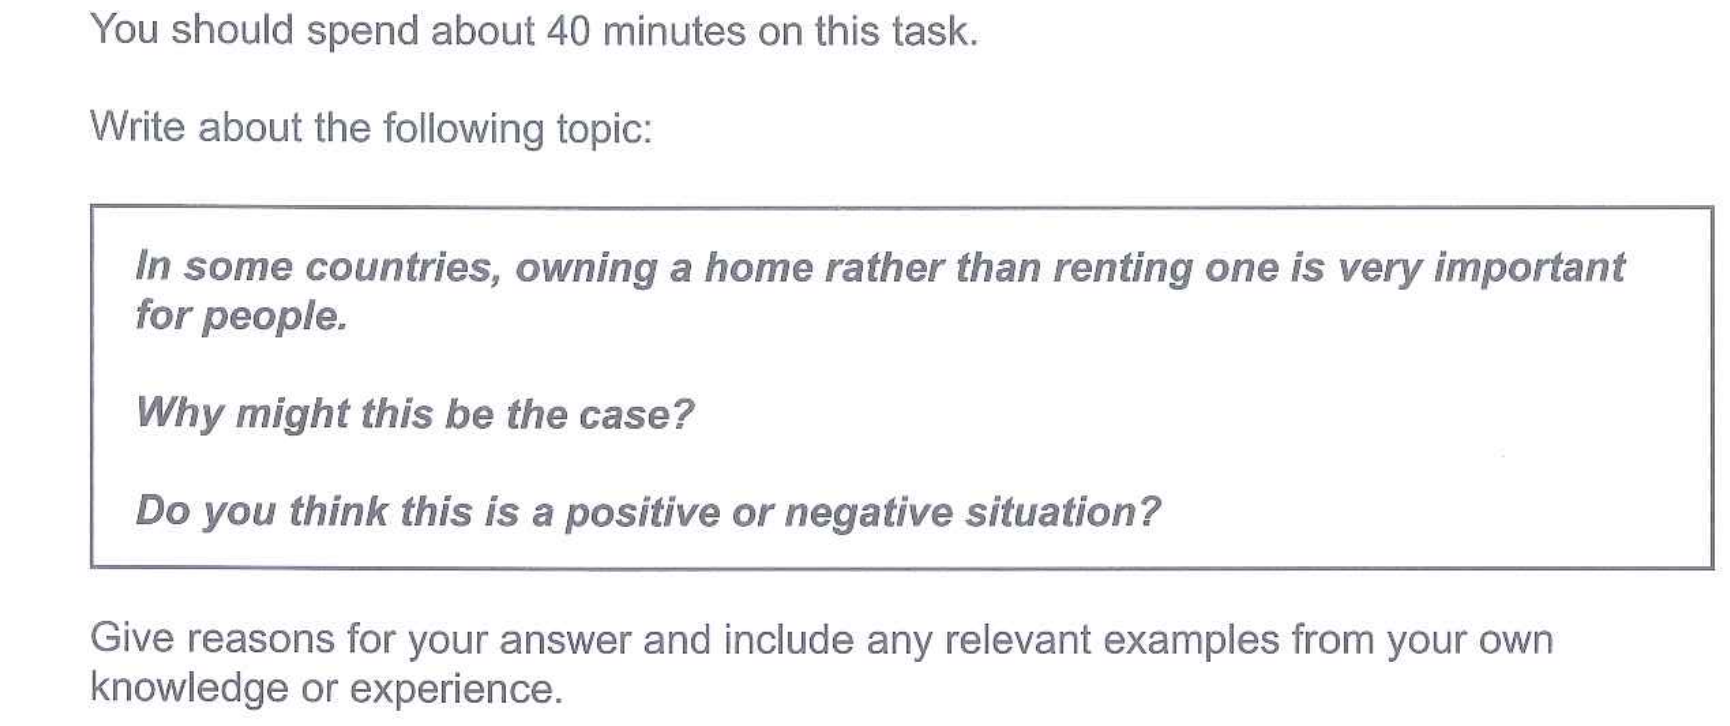 You should spend about 40 minutes on this task.
Write about the following topic:
In some countries, owning a home rather than renting one is very important
for people.
Why might this be the case?
Do you think this is a positive or negative situation?
Give reasons for your answer and include any relevant examples from your own
knowledge or experience.